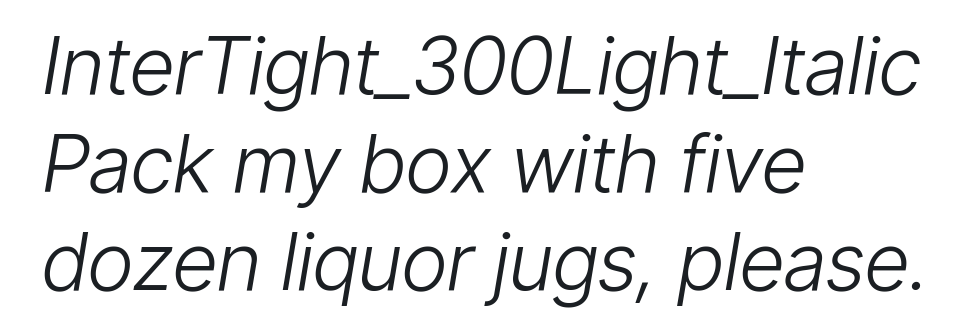 InterTight_300Light_Italic
Pack my box with five
dozen liquor jugs, please.